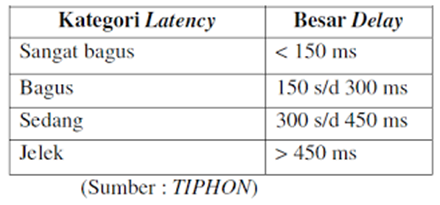 Kategori Latency Besar Delay
Sangat bagus < 150 ms
Bagus 150 s/d 300 ms
Sedang 300 s/d 450 ms
Jelek > 450 ms
(Sumber : TIPHON)